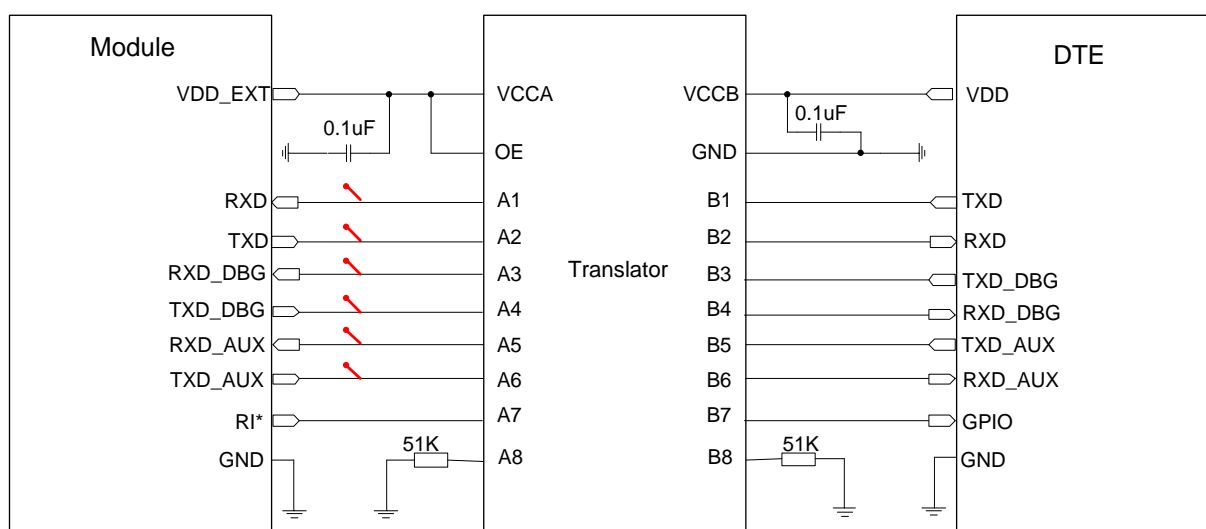 Module
DTE
VDD_EXT
VCCA
VCCB
VDD
0.1uF
0.1uF
OE
GND
RXD
A1
B1
TXD
TXD
A2
B2
RXD
RXD_DBG
A3
Translator
B3
TXD_DBG
TXD_DBG
A4
B4
RXD_DBG
RXD_AUX
A5
B5
TXD_AUX
TXD_AUX
A6
B6
RXD_AUX
RI*
A7
B7
GPIO
51K
51K
GND
A8
B8
GND